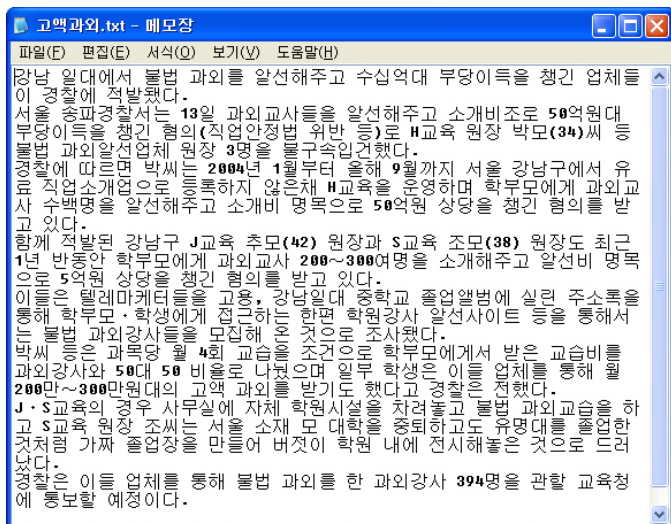 고액과외.txt - 메모장
파일(F) 편집(E) 서식(O) 보기(V) 도움말(H)
강남 일대에서 불법 과외를 알선해주고 수십억대 부당이득을 챙긴 업체들
이 경찰에 적발됐다.
서울 송파경찰서는 13일 과외교사들을 알선해주고 소개비조로 50억원대
부당이득을 챙긴 혐의(직업안정법 위반 등)로 H교육 원장 박모(34)씨 등
불법 과외알선업체 원장 3명을 불구속입건했다.
경찰에 따르면 박씨는 2004년 1월부터 올해 9월까지 서울 강남구에서 유
료 직업소개업으로 등록하지 않은채 H교육을 운영하며 학부모에게 과외교
사 수백명을 알선해주고 소개비 명목으로 50억원 상당을 챙긴 혐의를 받
고 있다.
함께 적발된 강남구 J교육 추모(42) 원장과 S교육 조모(38) 원장도 최근
1년 반동안 학부모에게 과외교사 200~300여명을 소개해주고 알선비 명목
으로 5억원 상당을 챙긴 혐의를 받고 있다.
이들은 텔레마케터들을 고용, 강남일대 중학교 졸업앨범에 실린 주소록을
통해 학부모·학생에게 접근하는 한편 학원강사 알선사이트 등을 통해서
는 불법 과외강사들을 모집해 온 것으로 조사됐다.
박씨 등은 과목당 월 4회 교습을 조건으로 학부모에게서 받은 교습비를
과외강사와 50대 50 비율로 나눴으며 일부 학생은 이들 업체를 통해 월
200만~300만원대의 고액 과외를 받기도 했다고 경찰은 전했다.
J·S교육의 경우 사무실에 자체 학원시설을 차려놓고 불법 과외교습을 하
고 S교육 원장 조씨는 서울 소재 모 대학을 중퇴하고도 유명대를 졸업한
것처럼 가짜 졸업장을 만들어 버젓이 학원 내에 전시해놓은 것으로 드러
났다.
경찰은 이들 업체를 통해 불법 과외를 한 과외강사 394명을 관할 교육청
에 통보할 예정이다.